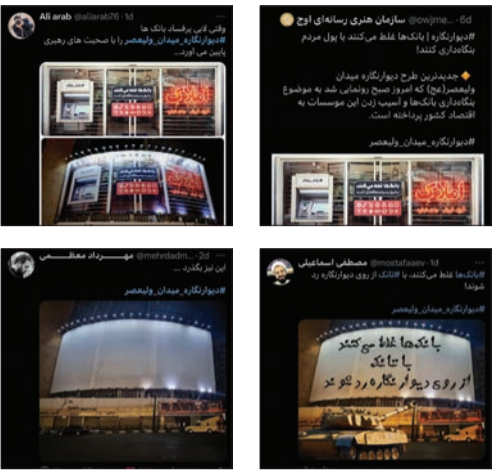 Ali arab @aliarab76 · 1d
وقتی لابی پرفساد بانک ها
#دیوارنگاره_میدان_ولیعصر را با صحبت های رهبری
پایین می آورد...
املاک
سازمان هنری رسانه‌ای اوج @owjme... · 6d
#دیوارنگاره | بانک‌ها غلط می‌کنند با پول مردم
بنگاه‌داری کنند!
جدیدترین طرح دیوارنگاره میدان
ولیعصر(عج) که امروز صبح رونمایی شد به موضوع
بنگاه‌داری بانک‌ها و آسیب زدن این موسسات به
اقتصاد کشور پرداخته است.
#دیوارنگاره_میدان_ولیعصر
املاک
مهرداد معظمی @mehrdadm... · 2d
این نیز بگذرد ...
#دیوارنگاره_میدان_ولیعصر
مصطفی اسماعیلی @mostafaaev · 1d
#بانک‌ها غلط می‌کنند، با #تانک از روی دیوارنگاره رد
شوند!
#دیوارنگاره_میدان_ولیعصر
بانک‌ها غلط می‌کنند
با تانک
از روی دیوارنگاره رد شوند